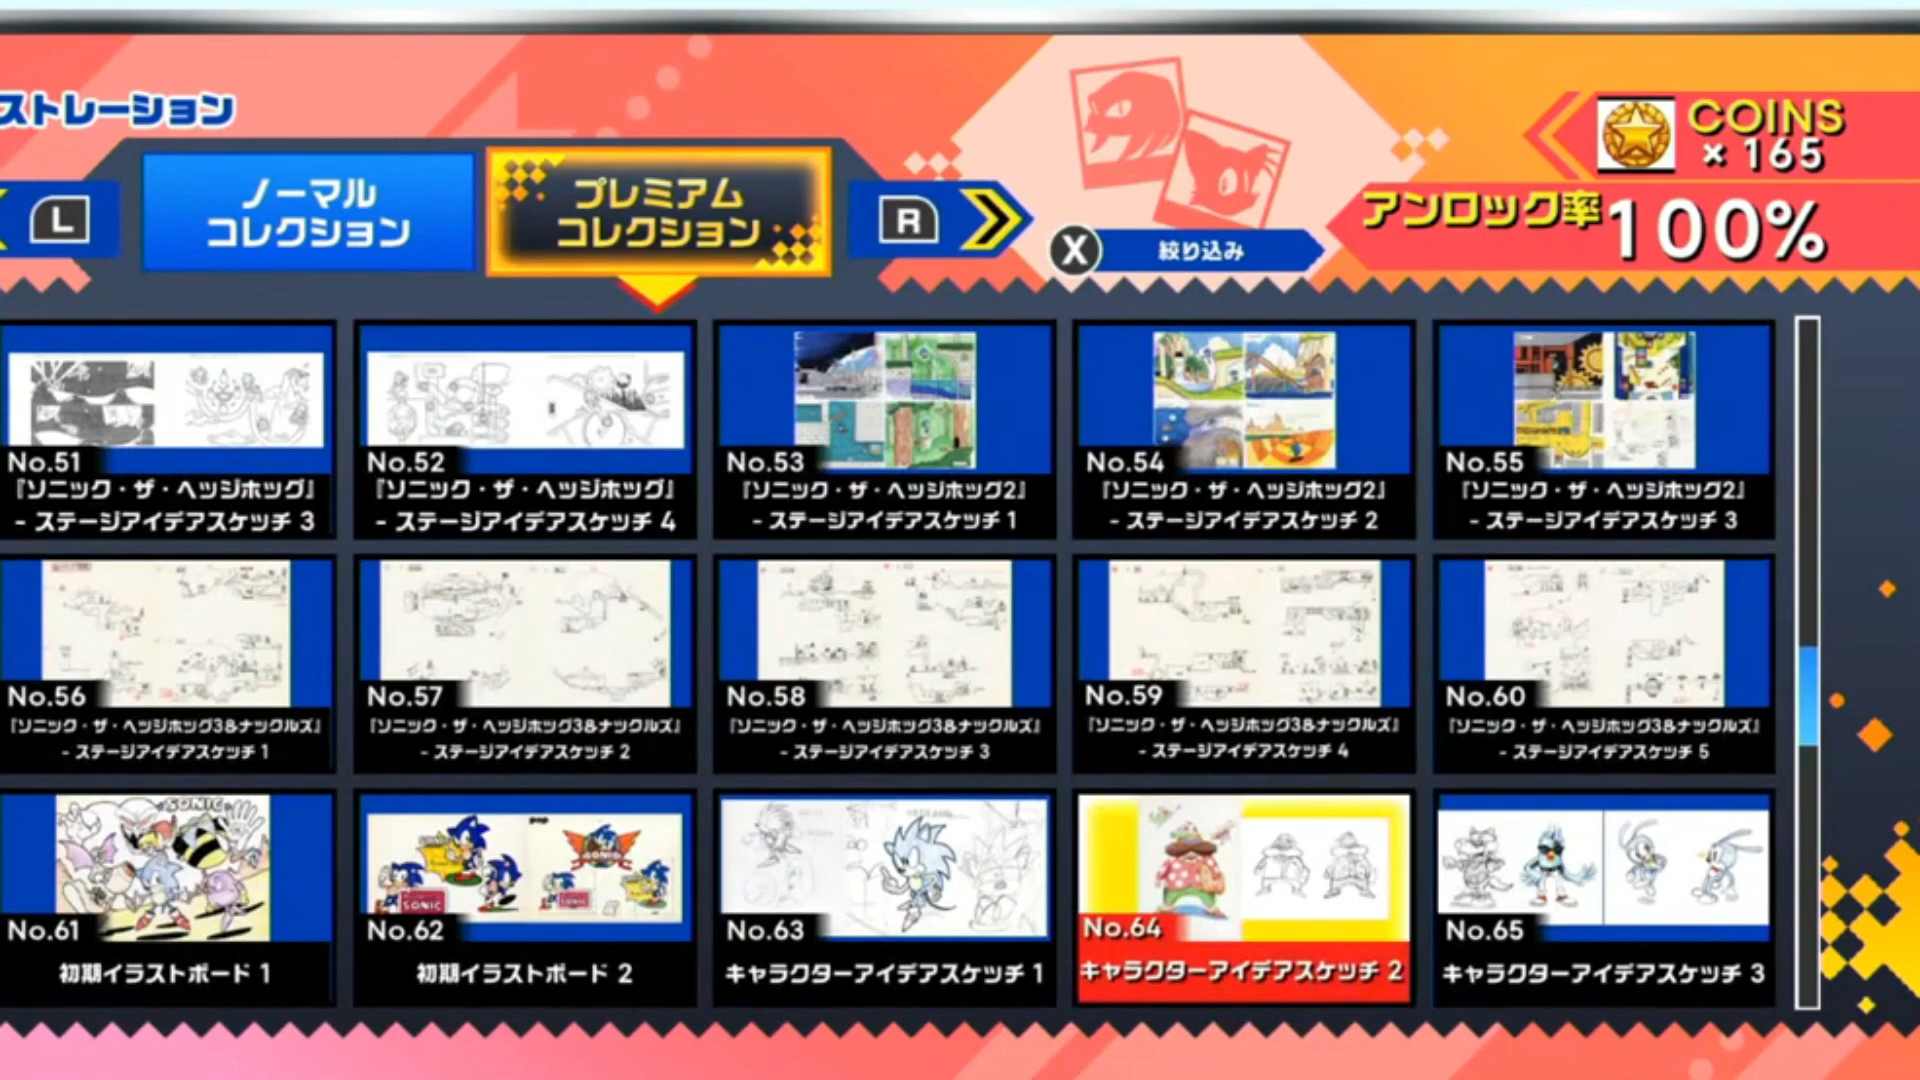 ストレーション
COINS
× 165
アンロック率100%
L
ノーマル
コレクション
プレミアム
コレクション
R
X
絞り込み
No.51
『ソニック・ザ・ヘッジホッグ』
- ステージアイデアスケッチ 3
No.52
『ソニック・ザ・ヘッジホッグ』
- ステージアイデアスケッチ 4
No.53
『ソニック・ザ・ヘッジホッグ2』
- ステージアイデアスケッチ 1
No.54
『ソニック・ザ・ヘッジホッグ2』
- ステージアイデアスケッチ 2
No.55
『ソニック・ザ・ヘッジホッグ2』
- ステージアイデアスケッチ 3
No.56
『ソニック・ザ・ヘッジホッグ3&ナックルズ』
- ステージアイデアスケッチ 1
No.57
『ソニック・ザ・ヘッジホッグ3&ナックルズ』
- ステージアイデアスケッチ 2
No.58
『ソニック・ザ・ヘッジホッグ3&ナックルズ』
- ステージアイデアスケッチ 3
No.59
『ソニック・ザ・ヘッジホッグ3&ナックルズ』
- ステージアイデアスケッチ 4
No.60
『ソニック・ザ・ヘッジホッグ3&ナックルズ』
- ステージアイデアスケッチ 5
SONIC
No.61
初期イラストボード 1
pop
SONIC
SONIC
SONIC
No.62
初期イラストボード 2
No.63
キャラクターアイデアスケッチ 1
No.64
キャラクターアイデアスケッチ 2
No.65
キャラクターアイデアスケッチ 3